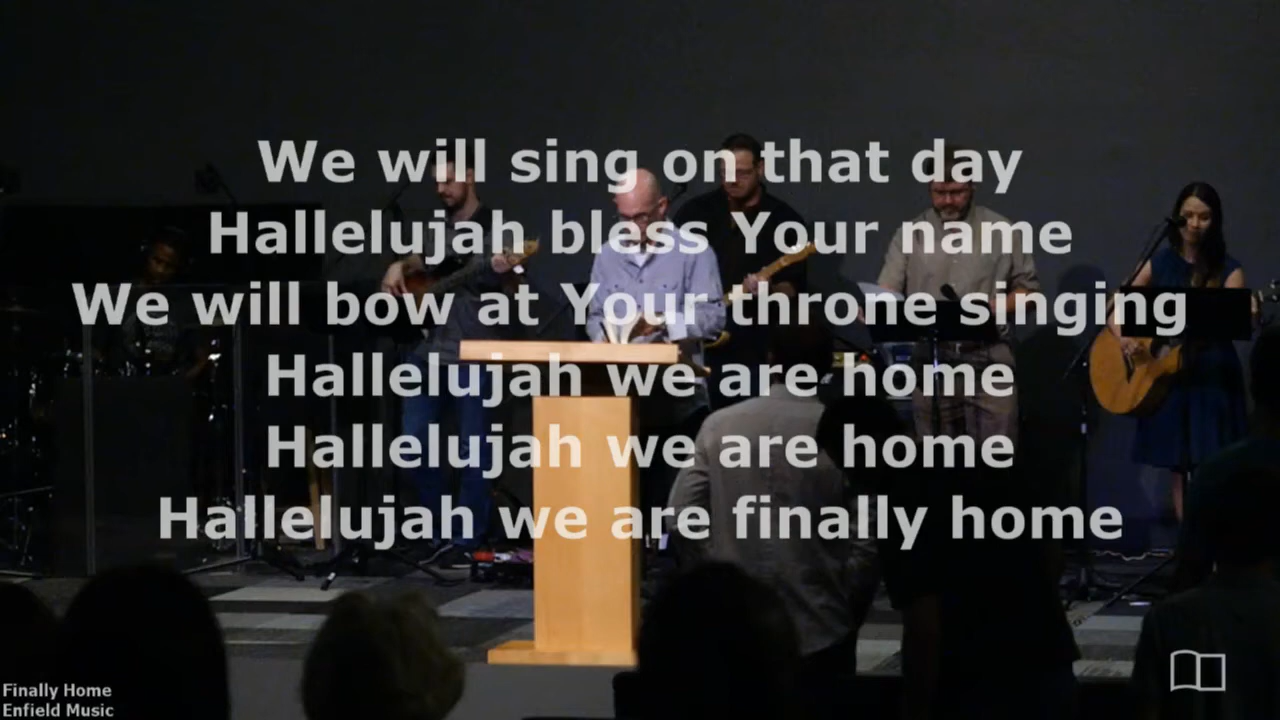 We will sing on that day
Hallelujah bless Your name
We will bow at Your throne singing
Hallelujah we are home
Hallelujah we are home
Hallelujah we are finally home
Finally Home
Enfield Music